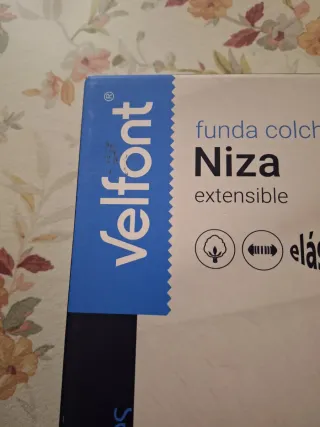 Velfont®
funda colch
Niza
extensible
elás